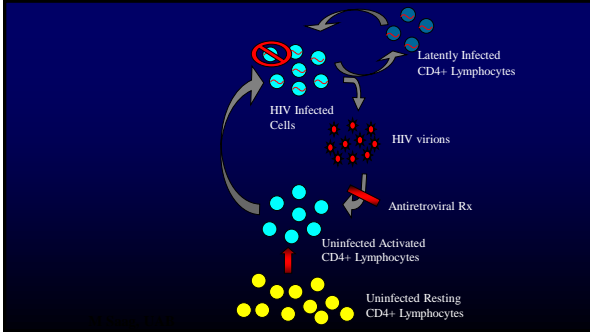 Latently Infected
CD4+ Lymphocytes
HIV Infected
Cells
HIV virions
Antiretroviral Rx
Uninfected Activated
CD4+ Lymphocytes
Uninfected Resting
CD4+ Lymphocytes